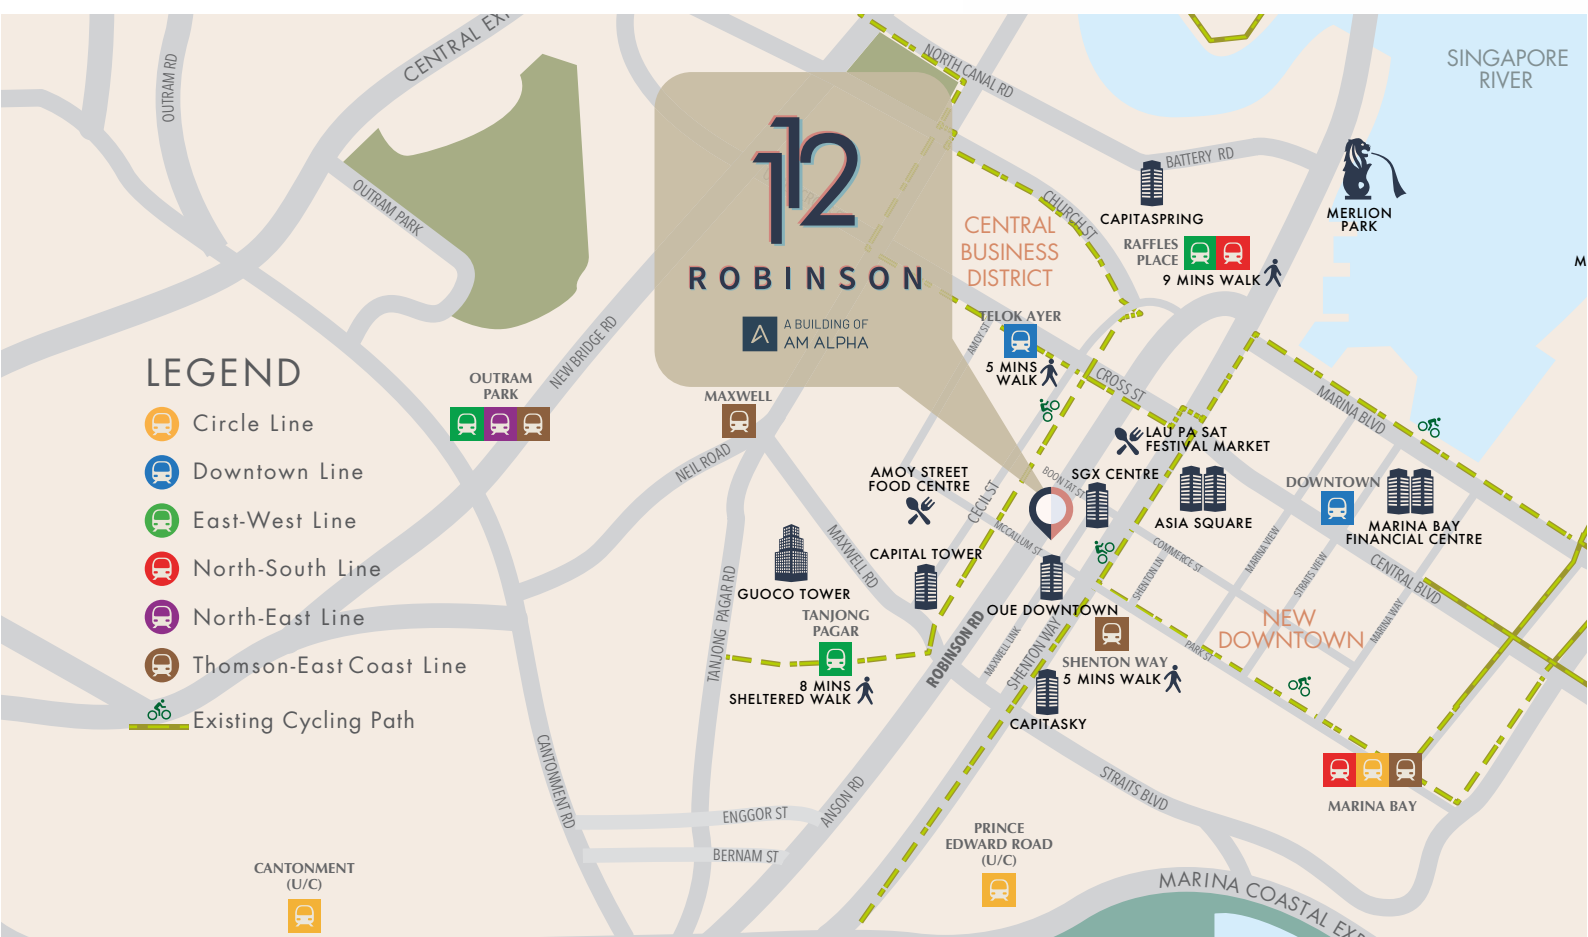 CENTRAL EX
OUTRAM RD
NORTH CANAL RD
SINGAPORE
RIVER
BATTERY RD
OUTRAM PARK
112
ROBINSON
A BUILDING OF
AM ALPHA
CHURCH ST
CAPITASPRING
MERLION
PARK
CENTRAL
BUSINESS
DISTRICT
RAFFLES
PLACE
9 MINS WALK
M
TELOK AYER
AMOY ST
5 MINS
WALK
NEW BRIDGE RD
LEGEND
Circle Line
Downtown Line
East-West Line
North-South Line
North-East Line
Thomson-East Coast Line
Existing Cycling Path
OUTRAM
PARK
MAXWELL
NEIL ROAD
CROSS ST
MARINA BLVD
LAU PA SAT
FESTIVAL MARKET
AMOY STREET
FOOD CENTRE
CECIL ST
BOON TAT ST
SGX CENTRE
ASIA SQUARE
DOWNTOWN
MARINA BAY
FINANCIAL CENTRE
MCCALLUM ST
MAXWELL RD
CAPITAL TOWER
GUOCO TOWER
TANJONG PAGAR RD
TANJONG
PAGAR
8 MINS
SHELTERED WALK
OUE DOWNTOWN
ROBINSON RD
MAXWELL LINK
SHENTON WAY
SHENTON WAY
5 MINS WALK
CAPITASKY
COMMERCE ST
SHENTON LN
MARINA VIEW
STRAITS VIEW
MARINA WAY
CENTRAL BLVD
NEW
DOWNTOWN
PARK ST
CANTONMENT RD
ENGGOR ST
BERNAM ST
ANSON RD
STRAITS BLVD
MARINA BAY
PRINCE
EDWARD ROAD
(U/C)
CANTONMENT
(U/C)
MARINA COASTAL EXP